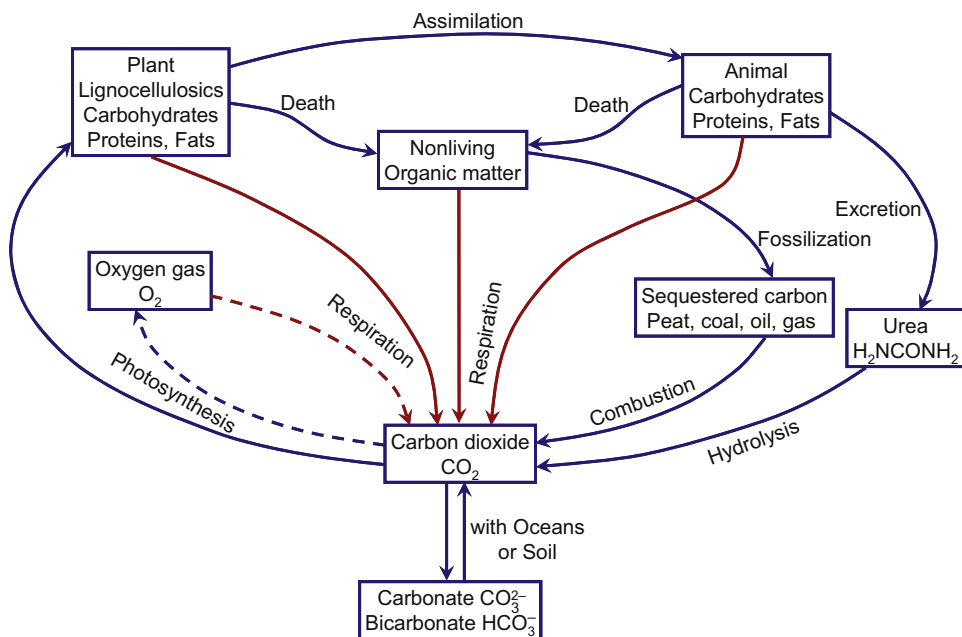 Assimilation
Plant
Lignocellulosics
Carbohydrates
Proteins, Fats
Animal
Carbohydrates
Proteins, Fats
Death
Death
Nonliving
Organic matter
Excretion
Fossilization
Oxygen gas
O₂
Sequestered carbon
Peat, coal, oil, gas
Urea
H₂NCONH₂
Respiration
Respiration
Photosynthesis
Combustion
Hydrolysis
Carbon dioxide
CO₂
with Oceans
or Soil
Carbonate CO₃²⁻
Bicarbonate HCO₃⁻